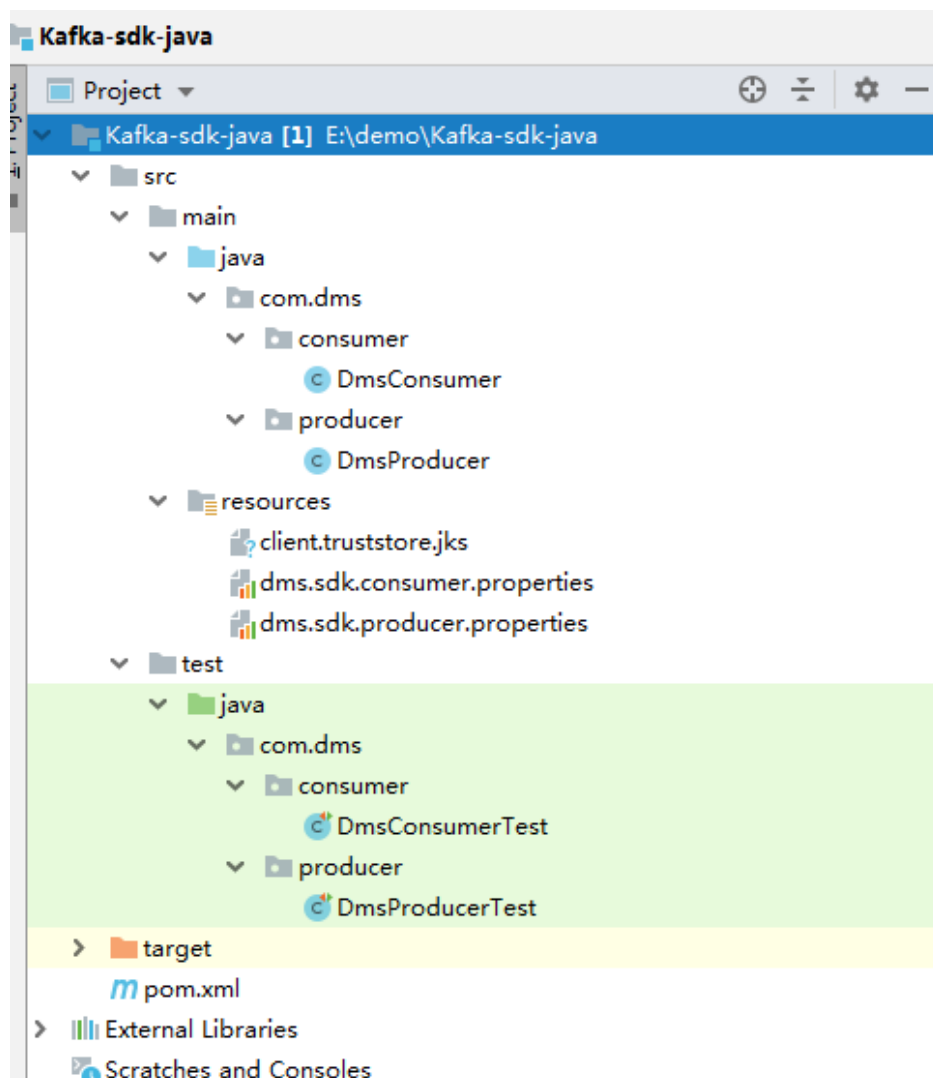 Kafka-sdk-java
Project
Kafka-sdk-java [1] E:\demo\Kafka-sdk-java
src
main
java
com.dms
consumer
DmsConsumer
producer
DmsProducer
resources
client.truststore.jks
dms.sdk.consumer.properties
dms.sdk.producer.properties
test
java
com.dms
consumer
DmsConsumerTest
producer
DmsProducerTest
target
pom.xml
External Libraries
Scratches and Consoles